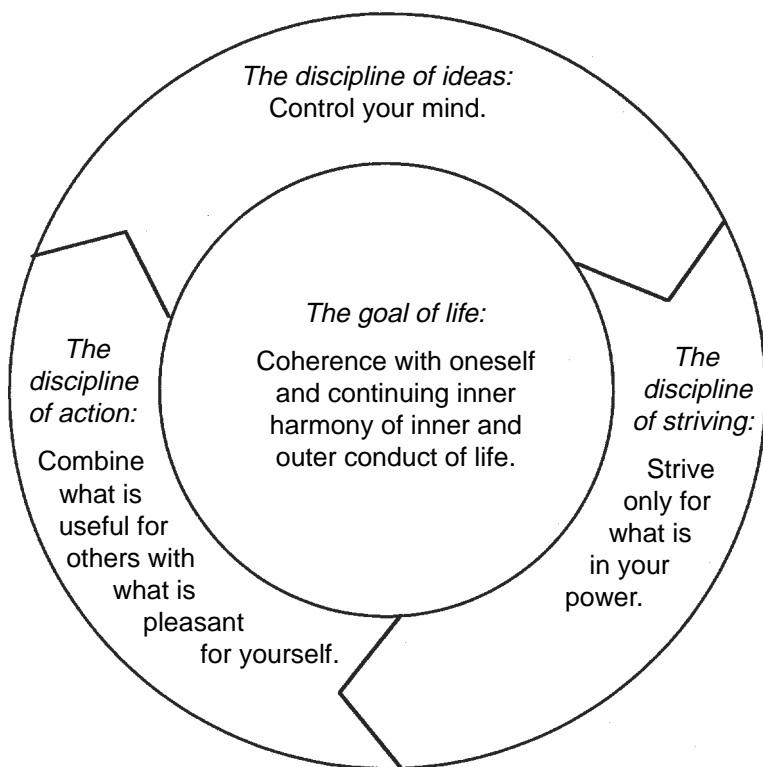 The discipline of ideas:
Control your mind.
The goal of life:
Coherence with oneself
and continuing inner
harmony of inner and
outer conduct of life.
The
discipline
of action:
Combine
what is
useful for
others with
what is
pleasant
for yourself.
The
discipline
of striving:
Strive
only for
what is
in your
power.